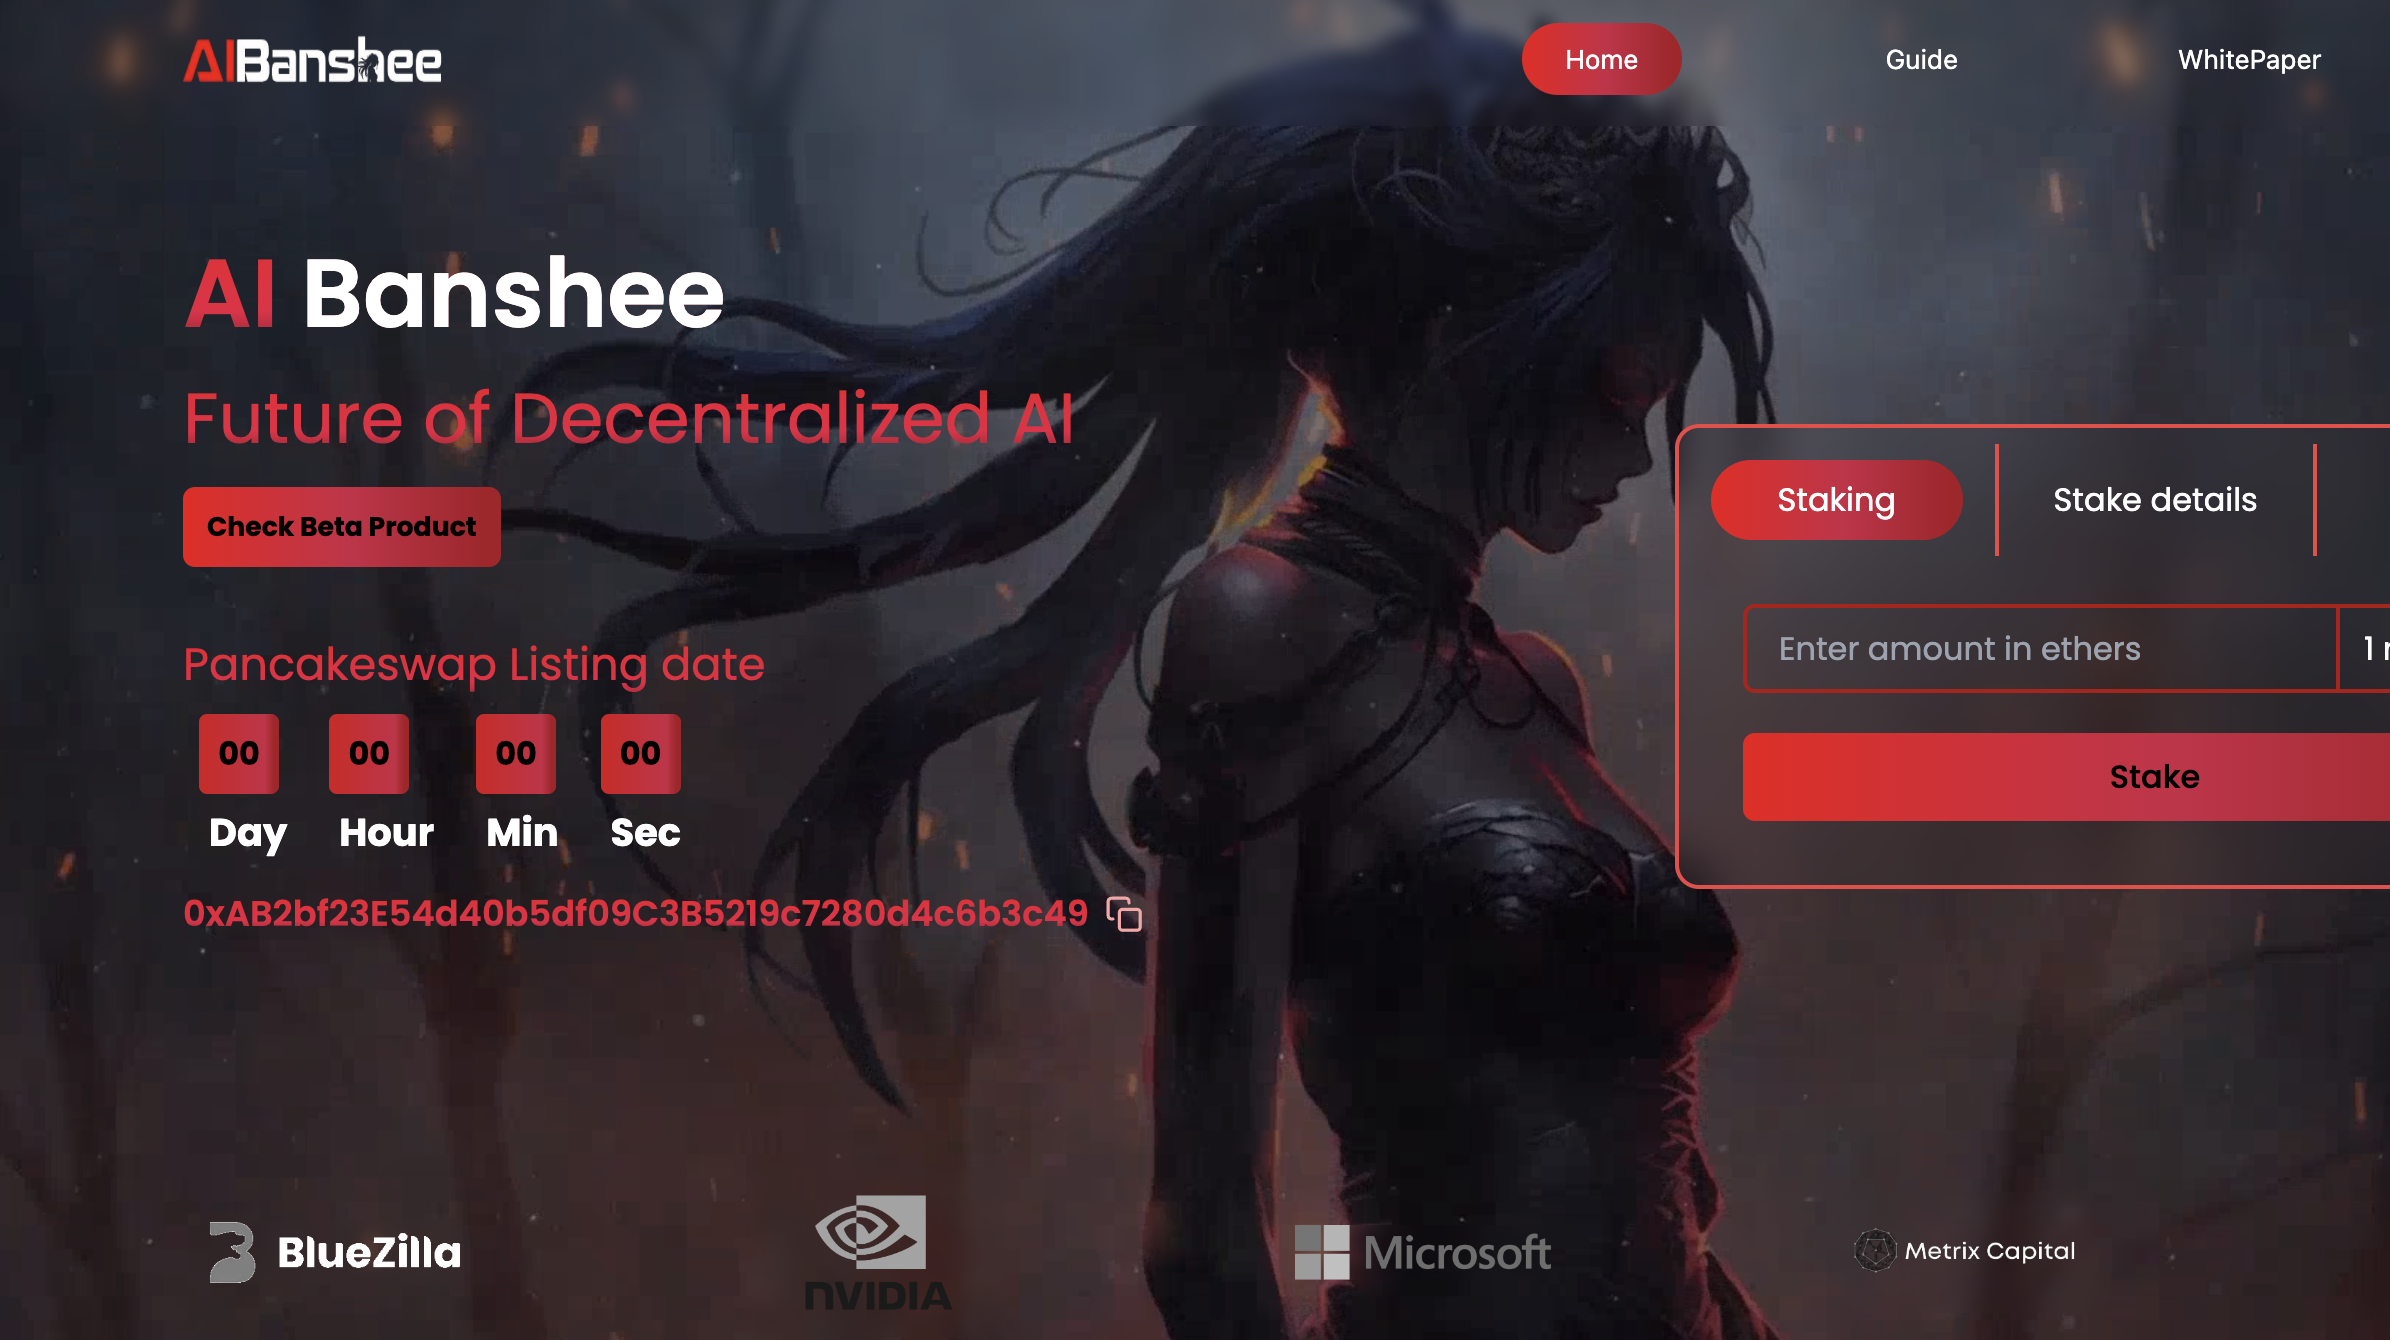 AIBanshee
Home
Guide
WhitePaper
AI Banshee
Future of Decentralized AI
Check Beta Product
Pancakeswap Listing date
00 00 00 00
Day Hour Min Sec
0xAB2bf23E54d40b5df09C3B5219c7280d4c6b3c49
Staking
Stake details
Enter amount in ethers
1
Stake
BlueZilla
NVIDIA
Microsoft
Metrix Capital